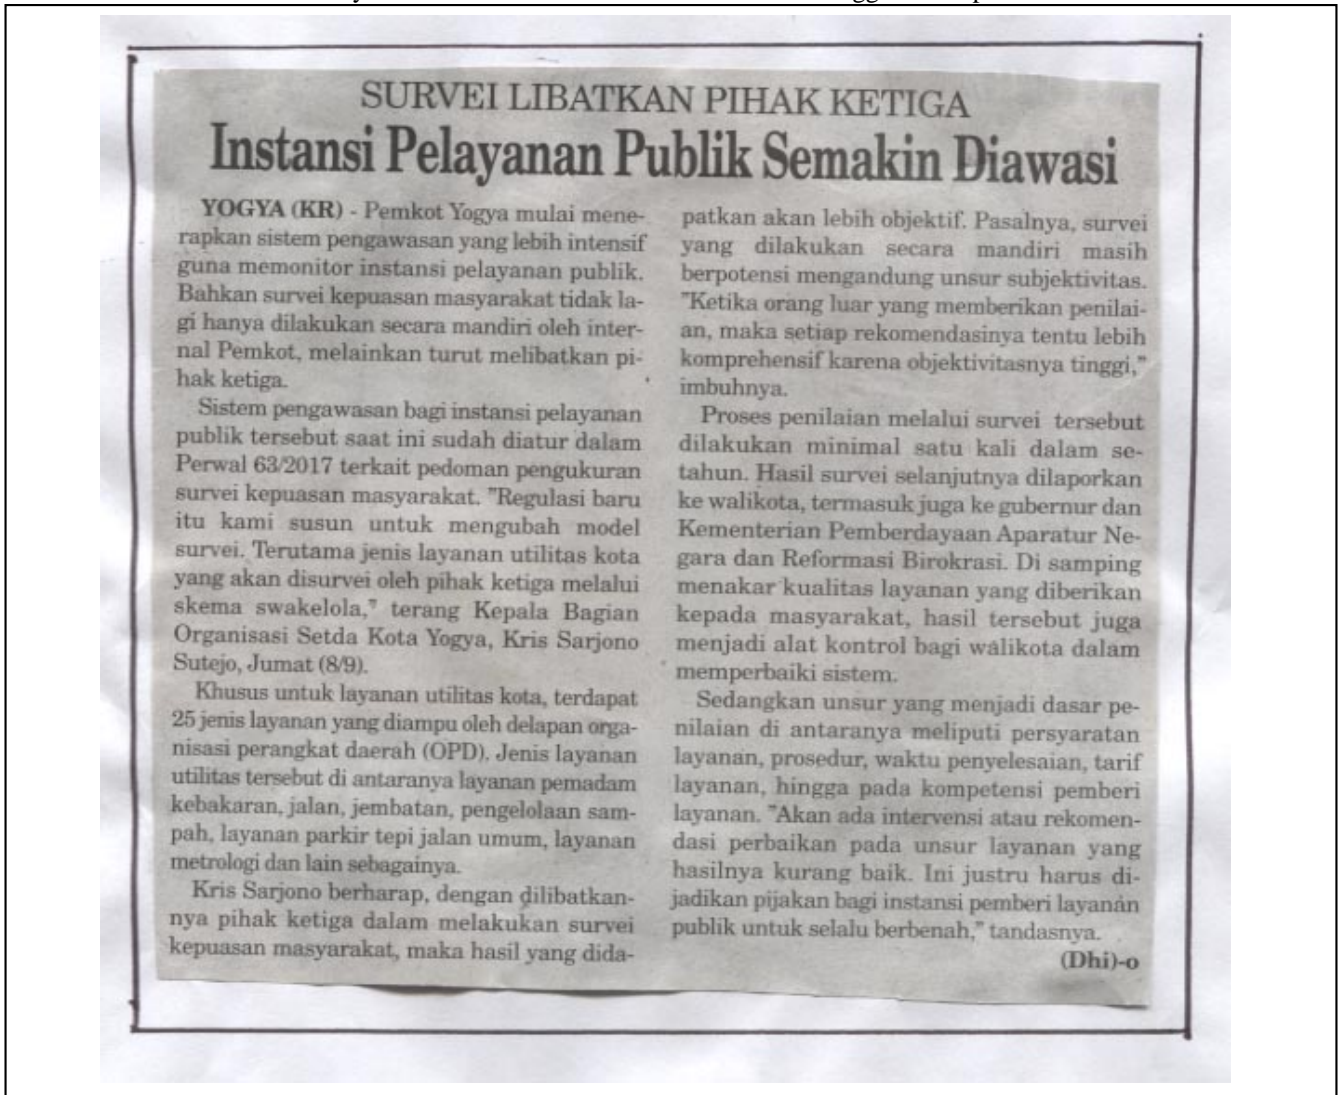 SURVEI LIBATKAN PIHAK KETIGA
Instansi Pelayanan Publik Semakin Diawasi
YOGYA (KR) - Pemkot Yogya mulai mene-
rapkan sistem pengawasan yang lebih intensif
guna memonitor instansi pelayanan publik.
Bahkan survei kepuasan masyarakat tidak la-
gi hanya dilakukan secara mandiri oleh inter-
nal Pemkot, melainkan turut melibatkan pi-
hak ketiga.
Sistem pengawasan bagi instansi pelayanan
publik tersebut saat ini sudah diatur dalam
Perwal 63/2017 terkait pedoman pengukuran
survei kepuasan masyarakat. "Regulasi baru
itu kami susun untuk mengubah model
survei. Terutama jenis layanan utilitas kota
yang akan disurvei oleh pihak ketiga melalui
skema swakelola," terang Kepala Bagian
Organisasi Setda Kota Yogya, Kris Sarjono
Sutejo, Jumat (8/9).
Khusus untuk layanan utilitas kota, terdapat
25 jenis layanan yang diampu oleh delapan orga-
nisasi perangkat daerah (OPD). Jenis layanan
utilitas tersebut di antaranya layanan pemadam
kebakaran, jalan, jembatan, pengelolaan sam-
pah, layanan parkir tepi jalan umum, layanan
metrologi dan lain sebagainya.
Kris Sarjono berharap, dengan dilibatkan-
nya pihak ketiga dalam melakukan survei
kepuasan masyarakat, maka hasil yang dida-
patkan akan lebih objektif. Pasalnya, survei
yang dilakukan secara mandiri masih
berpotensi mengandung unsur subjektivitas.
"Ketika orang luar yang memberikan penilai-
an, maka setiap rekomendasinya tentu lebih
komprehensif karena objektivitasnya tinggi,"
imbuhnya.
Proses penilaian melalui survei tersebut
dilakukan minimal satu kali dalam se-
tahun. Hasil survei selanjutnya dilaporkan
ke walikota, termasuk juga ke gubernur dan
Kementerian Pemberdayaan Aparatur Ne-
gara dan Reformasi Birokrasi. Di samping
menakar kualitas layanan yang diberikan
kepada masyarakat, hasil tersebut juga
menjadi alat kontrol bagi walikota dalam
memperbaiki sistem.
Sedangkan unsur yang menjadi dasar pe-
nilaian di antaranya meliputi persyaratan
layanan, prosedur, waktu penyelesaian, tarif
layanan, hingga pada kompetensi pemberi
layanan. "Akan ada intervensi atau rekomen-
dasi perbaikan pada unsur layanan yang
hasilnya kurang baik. Ini justru harus di-
jadikan pijakan bagi instansi pemberi layanan
publik untuk selalu berbenah," tandasnya.
(Dhi)-o